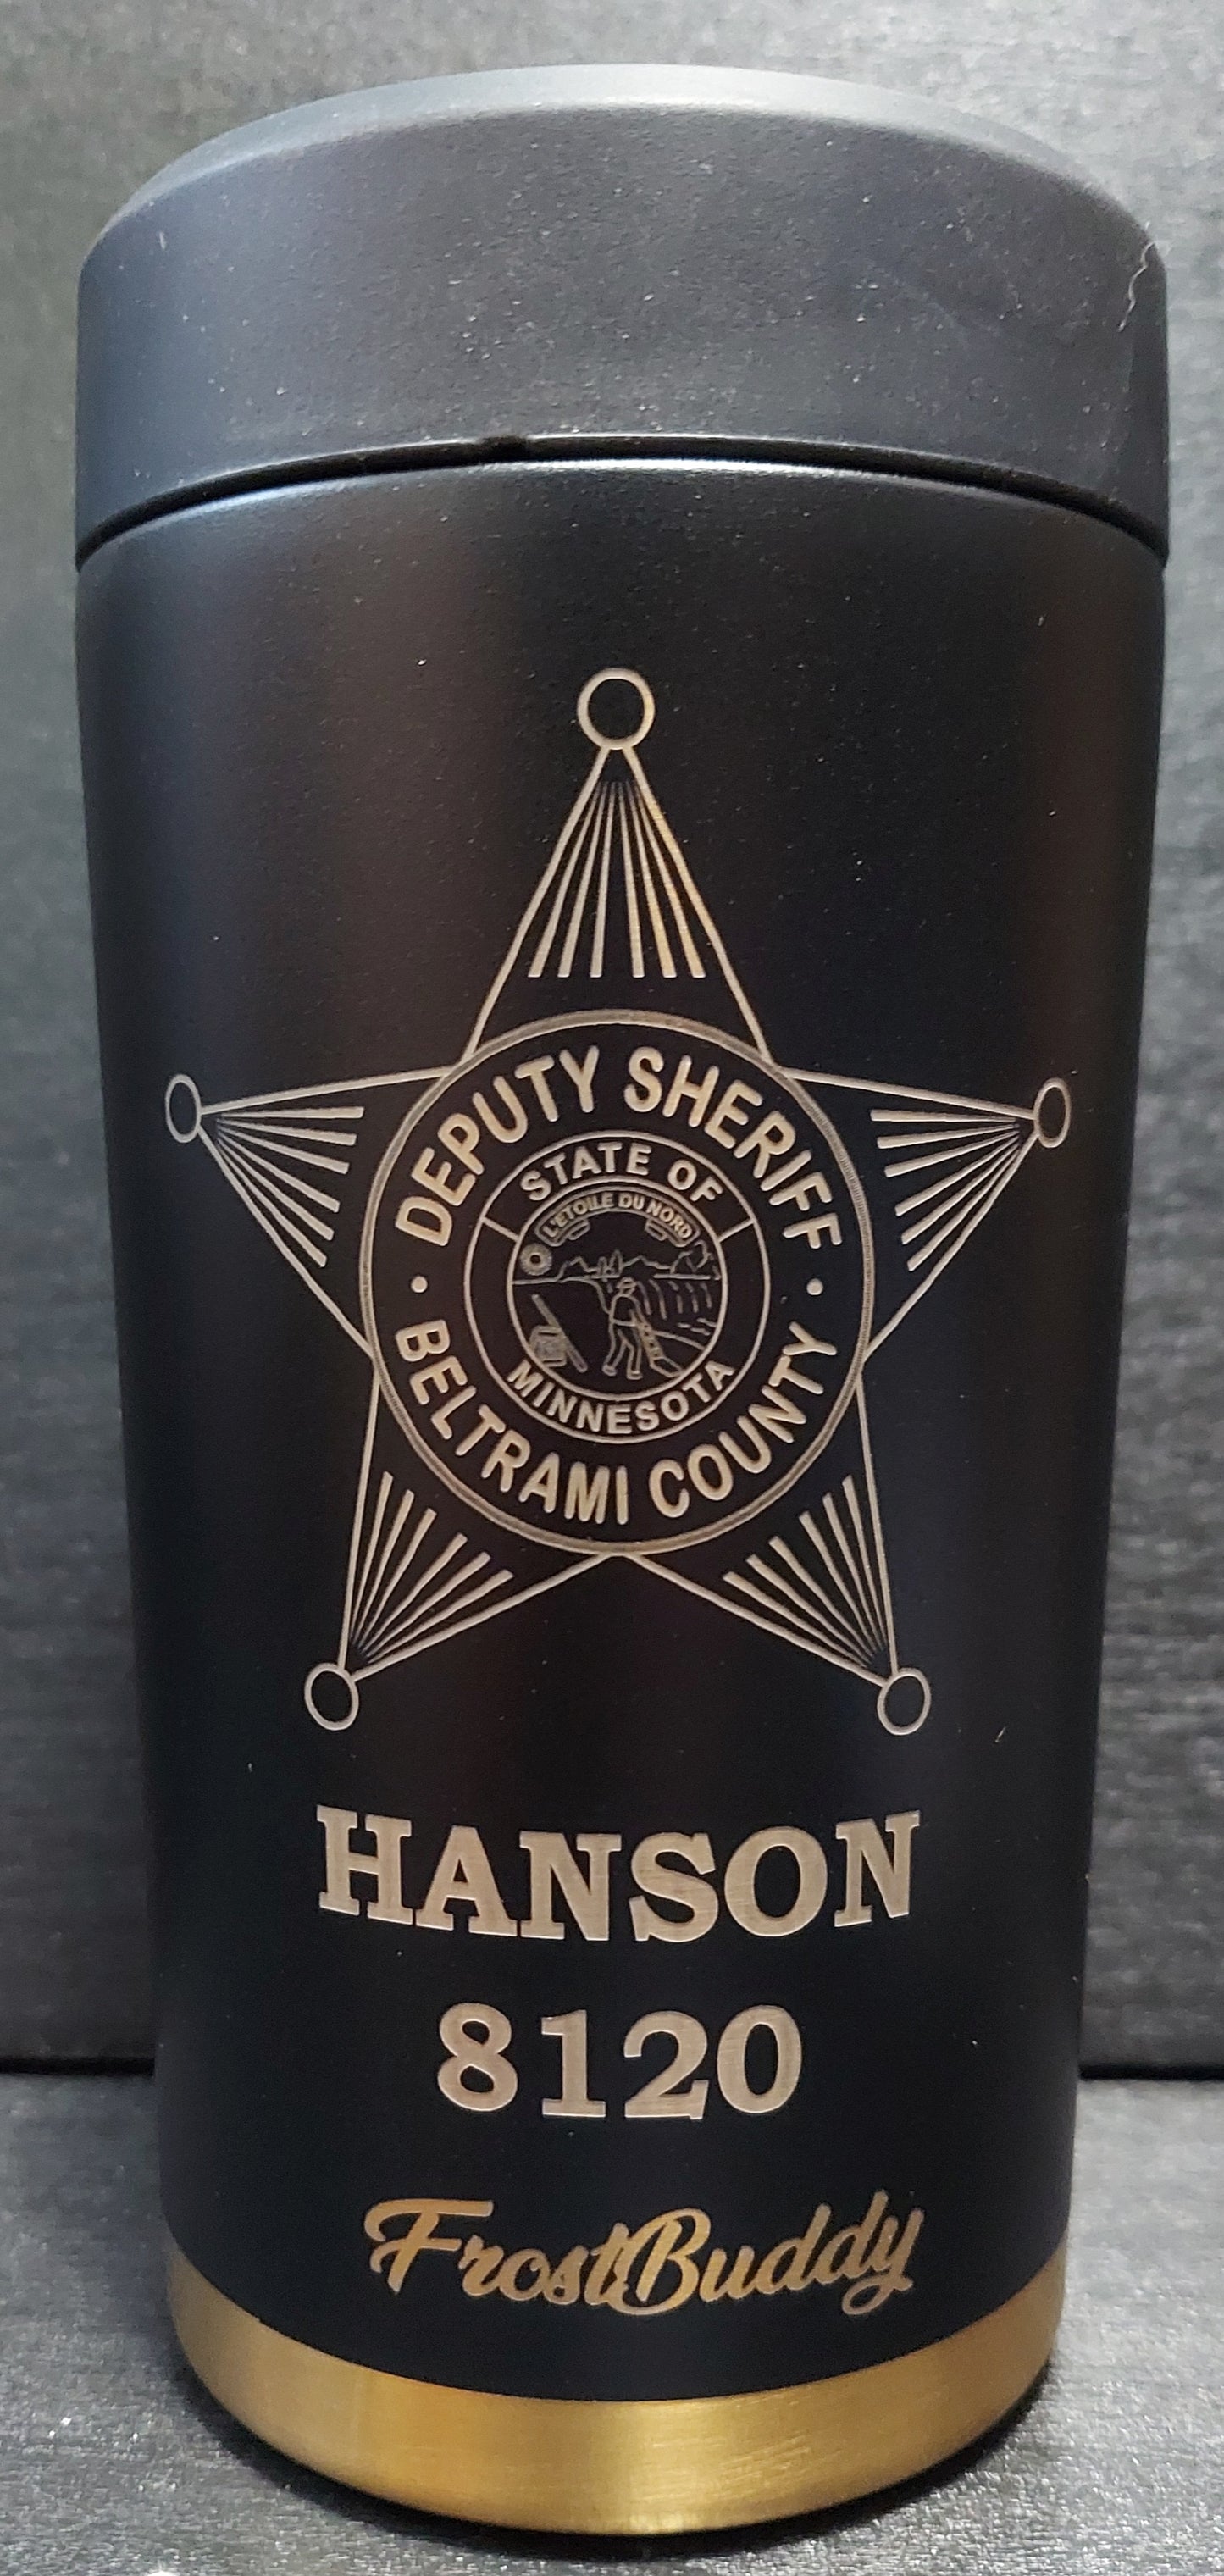 DEPUTY SHERIFF
STATE OF
L'ETOILE DU NORD
MINNESOTA
• BELTRAMI COUNTY •
HANSON
8120
FrostBuddy